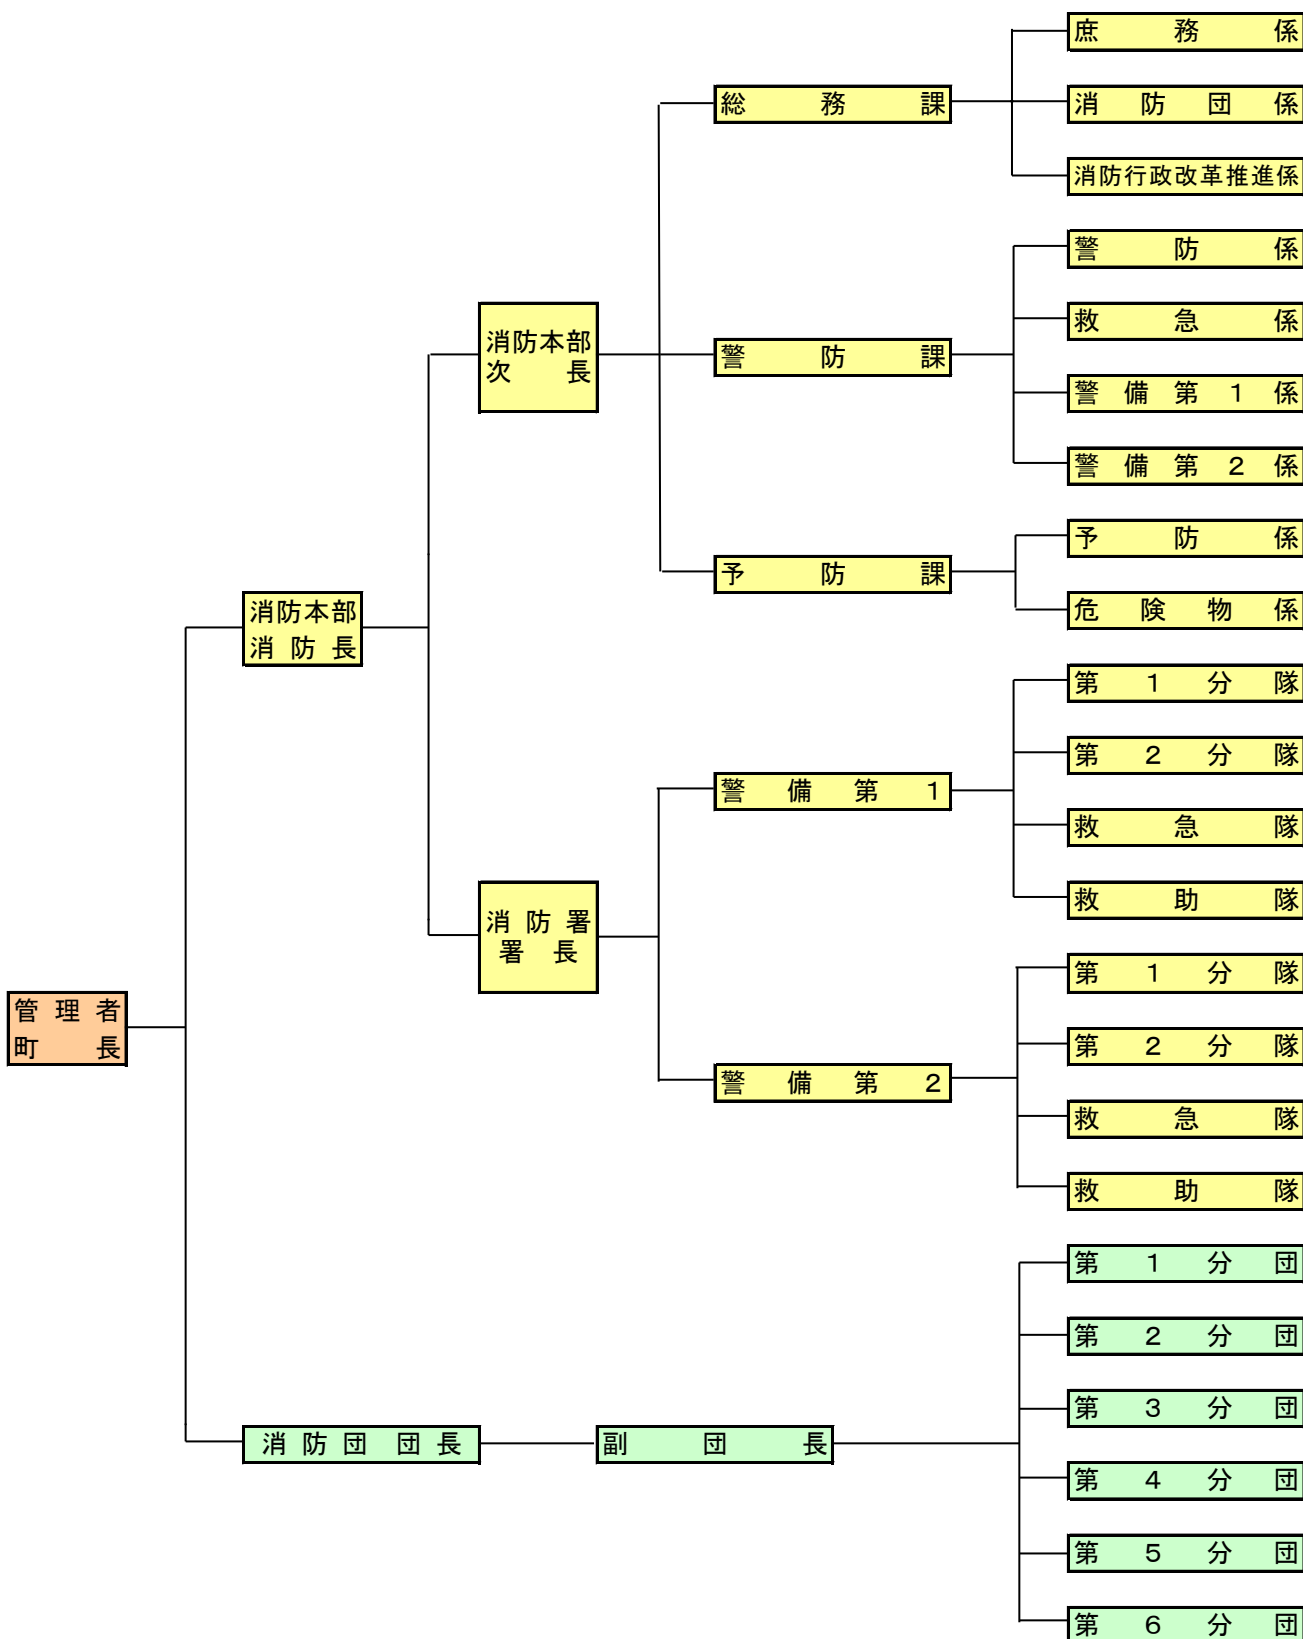 庶務係
総務課
消防団係
消防行政改革推進係
警防係
消防本部
次長
救急係
警防課
警備第１係
警備第２係
予防係
予防課
危険物係
消防本部
消防長
第１分隊
第２分隊
警備第１
救急隊
救助隊
消防署
署長
第１分隊
管理者
町長
第２分隊
警備第２
救急隊
救助隊
第１分団
第２分団
第３分団
消防団団長
副団長
第４分団
第５分団
第６分団